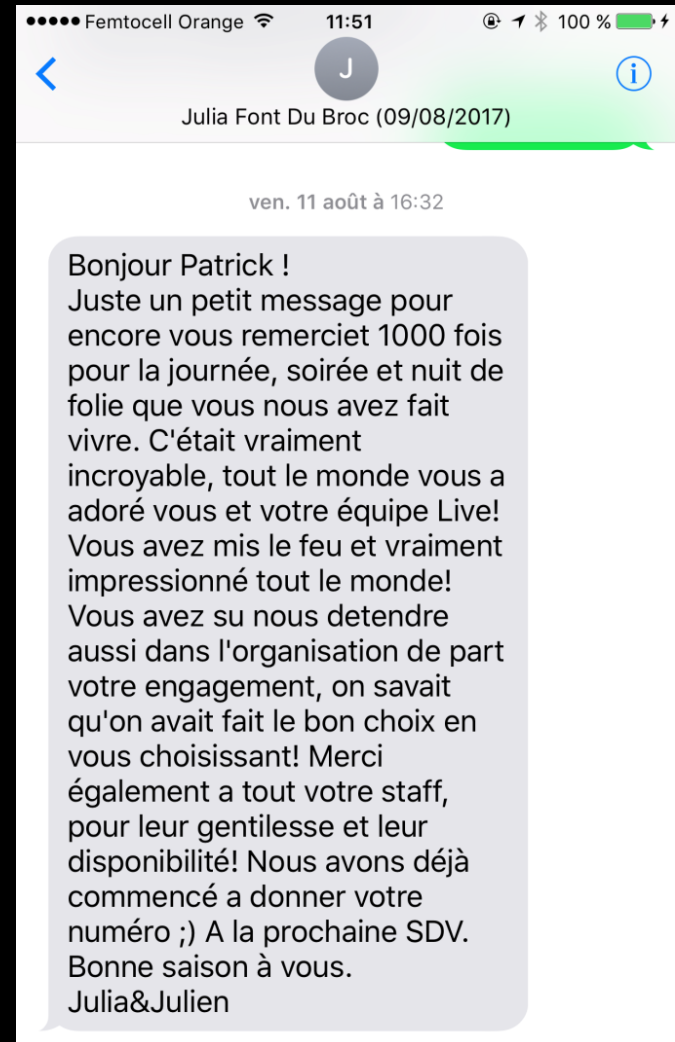 Femtocell Orange 11:51 100 %
J
Julia Font Du Broc (09/08/2017)
ven. 11 août à 16:32
Bonjour Patrick !
Juste un petit message pour
encore vous remerciet 1000 fois
pour la journée, soirée et nuit de
folie que vous nous avez fait
vivre. C'était vraiment
incroyable, tout le monde vous a
adoré vous et votre équipe Live!
Vous avez mis le feu et vraiment
impressionné tout le monde!
Vous avez su nous detendre
aussi dans l'organisation de part
votre engagement, on savait
qu'on avait fait le bon choix en
vous choisissant! Merci
également a tout votre staff,
pour leur gentilesse et leur
disponibilité! Nous avons déjà
commencé a donner votre
numéro ;) A la prochaine SDV.
Bonne saison à vous.
Julia&Julien